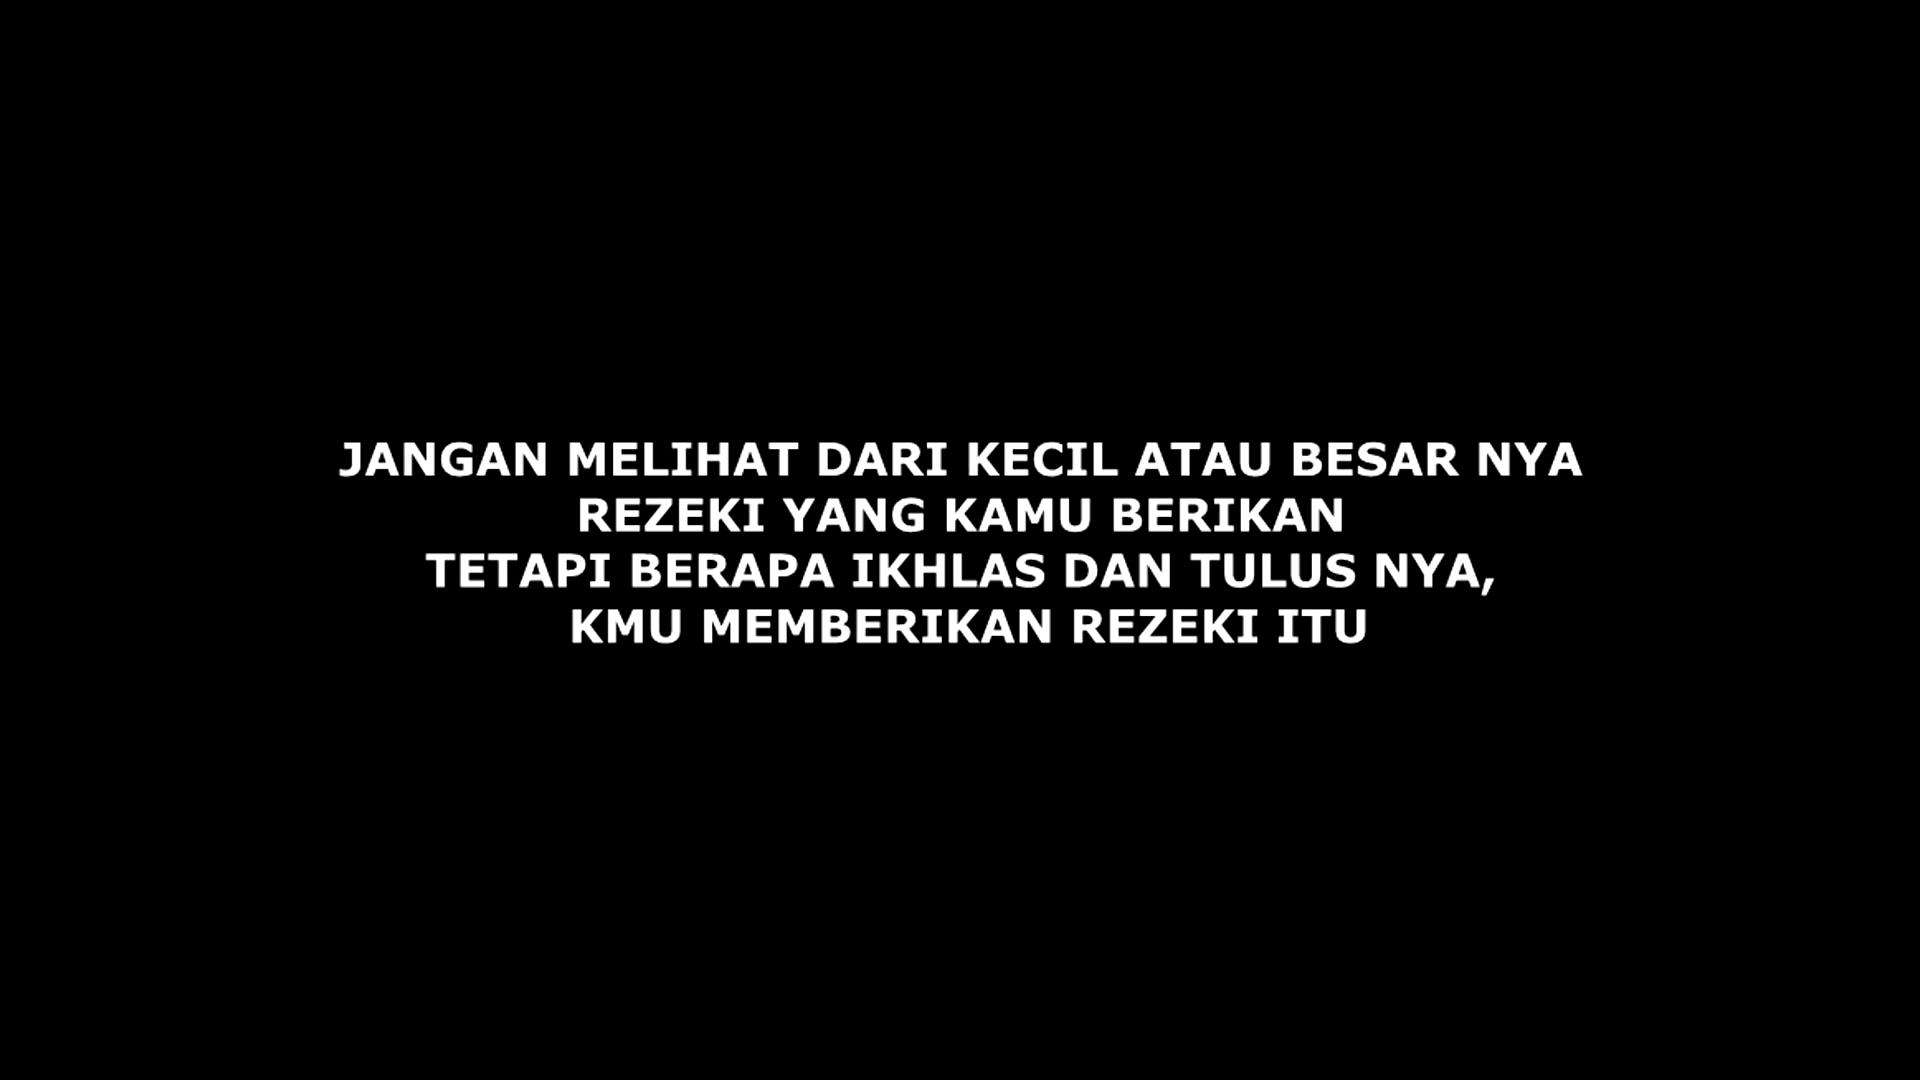 JANGAN MELIHAT DARI KECIL ATAU BESAR NYA
REZEKI YANG KAMU BERIKAN
TETAPI BERAPA IKHLAS DAN TULUS NYA,
KMU MEMBERIKAN REZEKI ITU